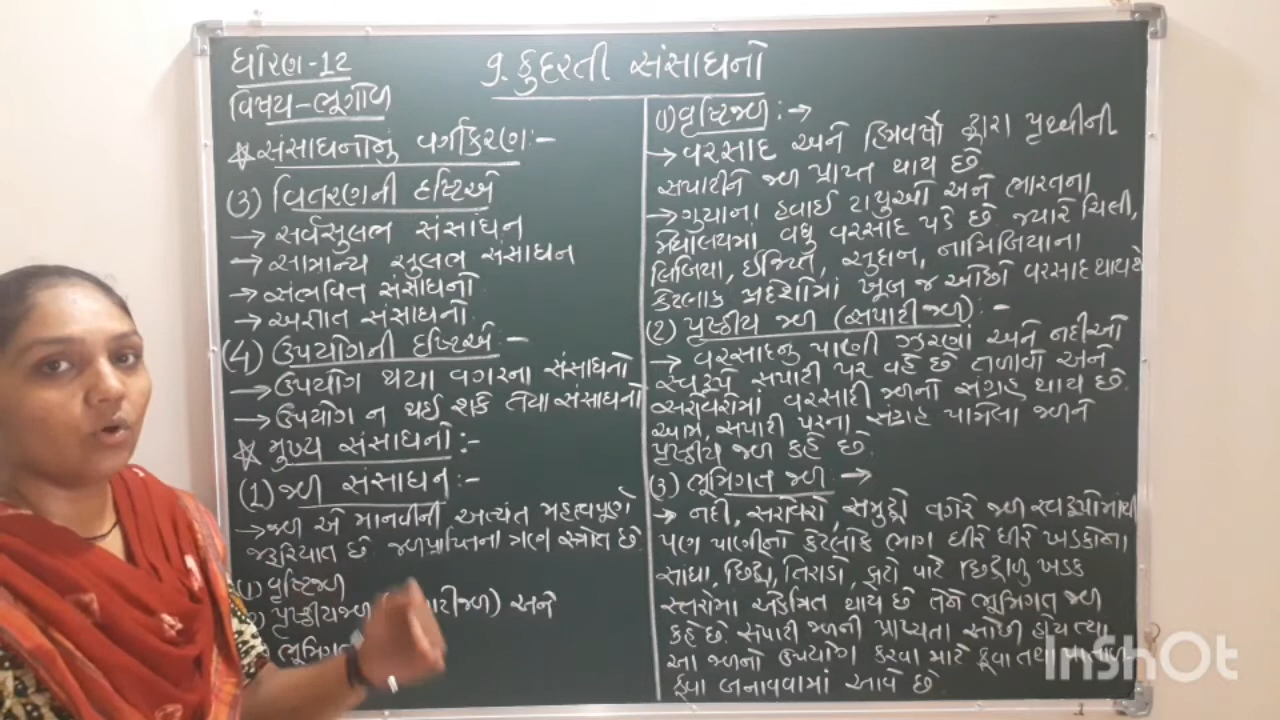 ધોરણ-12
વિષય-ભૂગોળ
9. કુદરતી સંસાધનો
★ સંસાધનોનું વર્ગીકરણ:-
(3) વિતરણની દૃષ્ટિએ
→ સર્વસુલભ સંસાધન
→ સામાન્ય સુલભ સંસાધન
→ સંભવિત સંસાધનો
→ અજ્ઞાત સંસાધનો
(4) ઉપયોગની દૃષ્ટિએ -
→ ઉપયોગ થયા વગરના સંસાધનો
→ ઉપયોગ ન થઈ શકે તેવા સંસાધનો
★ મુખ્ય સંસાધનો:-
(1) જળ સંસાધન:-
→ જળ એ માનવીની અત્યંત મહત્વપૂર્ણ
જરૂરિયાત છે જળપ્રાપ્તિના ત્રણ સ્ત્રોત છે
(1) વૃષ્ટિજળ
પૃષ્ઠીયજળ અને
ભૂમિગત
(1) વૃષ્ટિજળ:→
→ વરસાદ અને હિમવર્ષા દ્વારા પૃથ્વીની
સપાટીને જળ પ્રાપ્ત થાય છે
→ ગુયાના હવાઈ ટાપુઓ અને ભારતના
મેઘાલયમાં વધુ વરસાદ પડે છે જ્યારે ચિલી,
લિબિયા, ઈજિપ્ત, સુદાન, નામિબિયાના
કેટલાક પ્રદેશોમાં ખૂબ જ ઓછો વરસાદ થાય છે
(2) પૃષ્ઠીય જળ (સપાટી જળ):-
→ વરસાદનુ પાણી ઝરણાં અને નદીઓ
સ્વરૂપે સપાટી પર વહે છે તળાવો અને
સરોવરોમાં વરસાદી જળનો સંગ્રહ થાય છે.
આમ, સપાટી પરના સંગ્રહ પામેલા જળને
પૃષ્ઠીય જળ કહે છે.
(3) ભૂમિગત જળ →
→ નદી, સરોવરો, સમુદ્રો વગેરે જળ સ્વરૂપોમાંથી
પણ પાણીનો કેટલોક ભાગ ધીરે ધીરે ખડકોના
સાંધા, છિદ્રો, તિરાડો, ફાટો વાટે છિદ્રાળુ ખડક
સ્તરોમાં એકત્રિત થાય છે તેને ભૂમિગત જળ
કહે છે. સપાટી જળની પ્રાપ્યતા ઓછી હોય ત્યા
આ જળનો ઉપયોગ કરવા માટે કૂવા તથા પાતાળ
કૂવા બનાવવામાં આવે છે.
InShOt